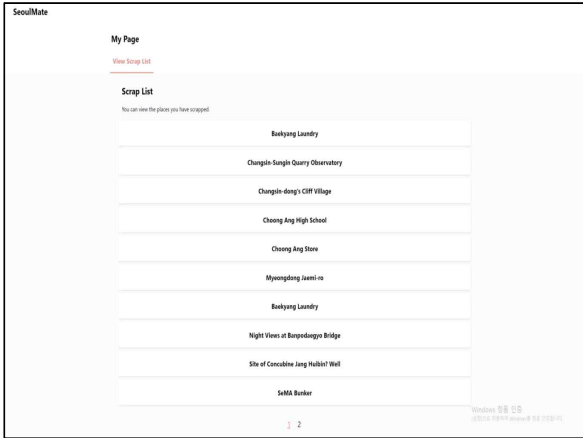 SeoulMate
My Page
View Scrap List
Scrap List
You can view the places you have scrapped.
Baekyang Laundry
Changsin-Sungin Quarry Observatory
Changsin-dong's Cliff Village
Choong Ang High School
Choong Ang Store
Myeongdong Jaemi-ro
Baekyang Laundry
Night Views at Banpodaegyo Bridge
Site of Concubine Jang Huibin? Well
SeMA Bunker
Windows 정품 인증
1 2